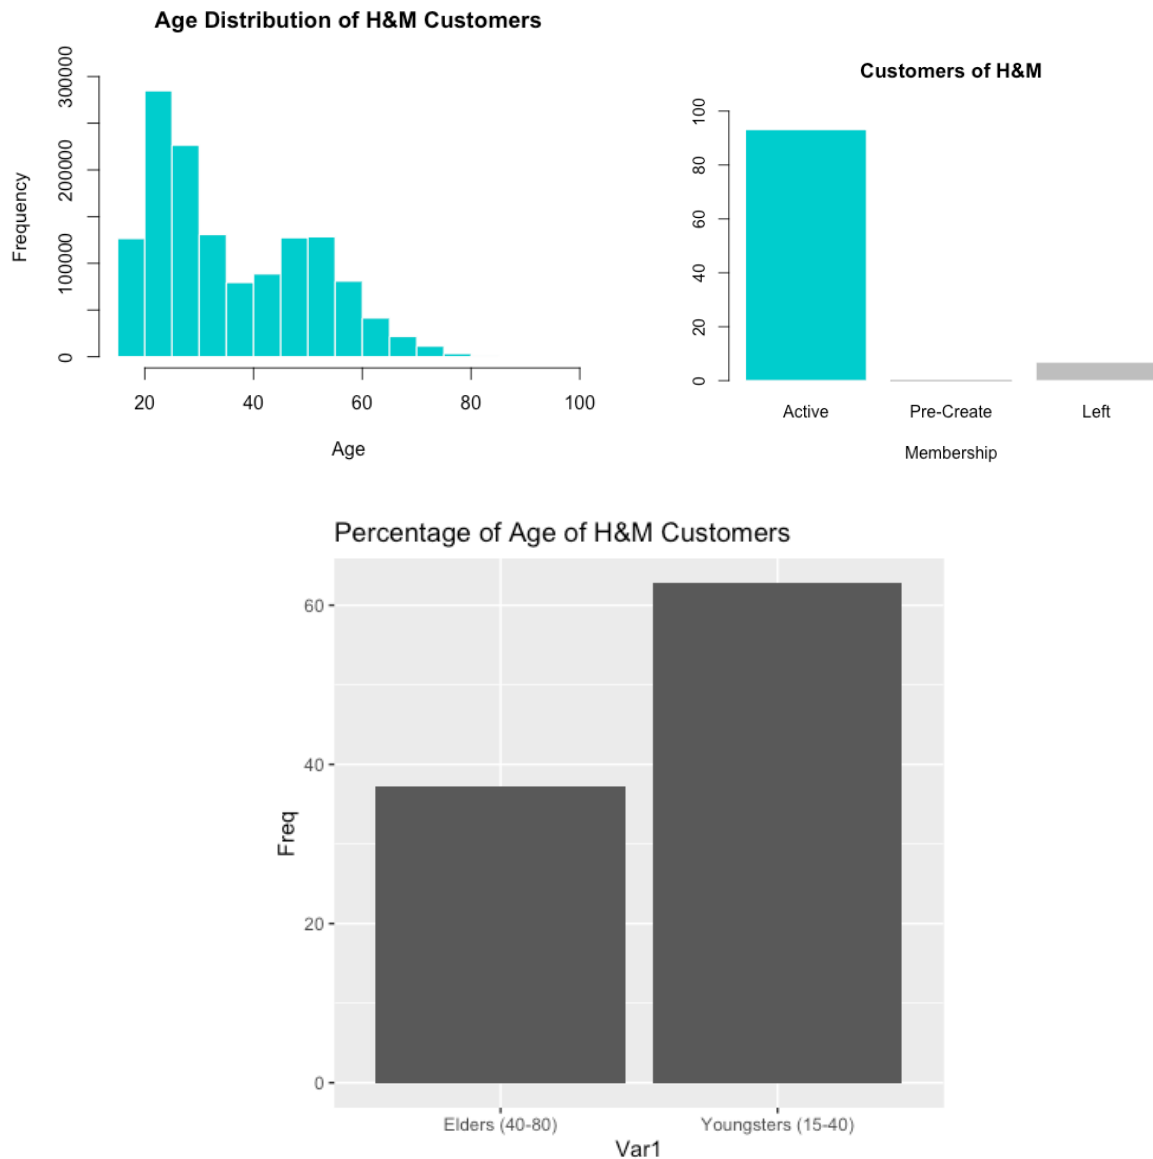 Age Distribution of H&M Customers
Frequency
300000
200000
100000
0
20 40 60 80 100
Age
Customers of H&M
100
80
60
40
20
0
Active Pre-Create Left
Membership
Percentage of Age of H&M Customers
Freq
60
40
20
0
Elders (40-80) Youngsters (15-40)
Var1